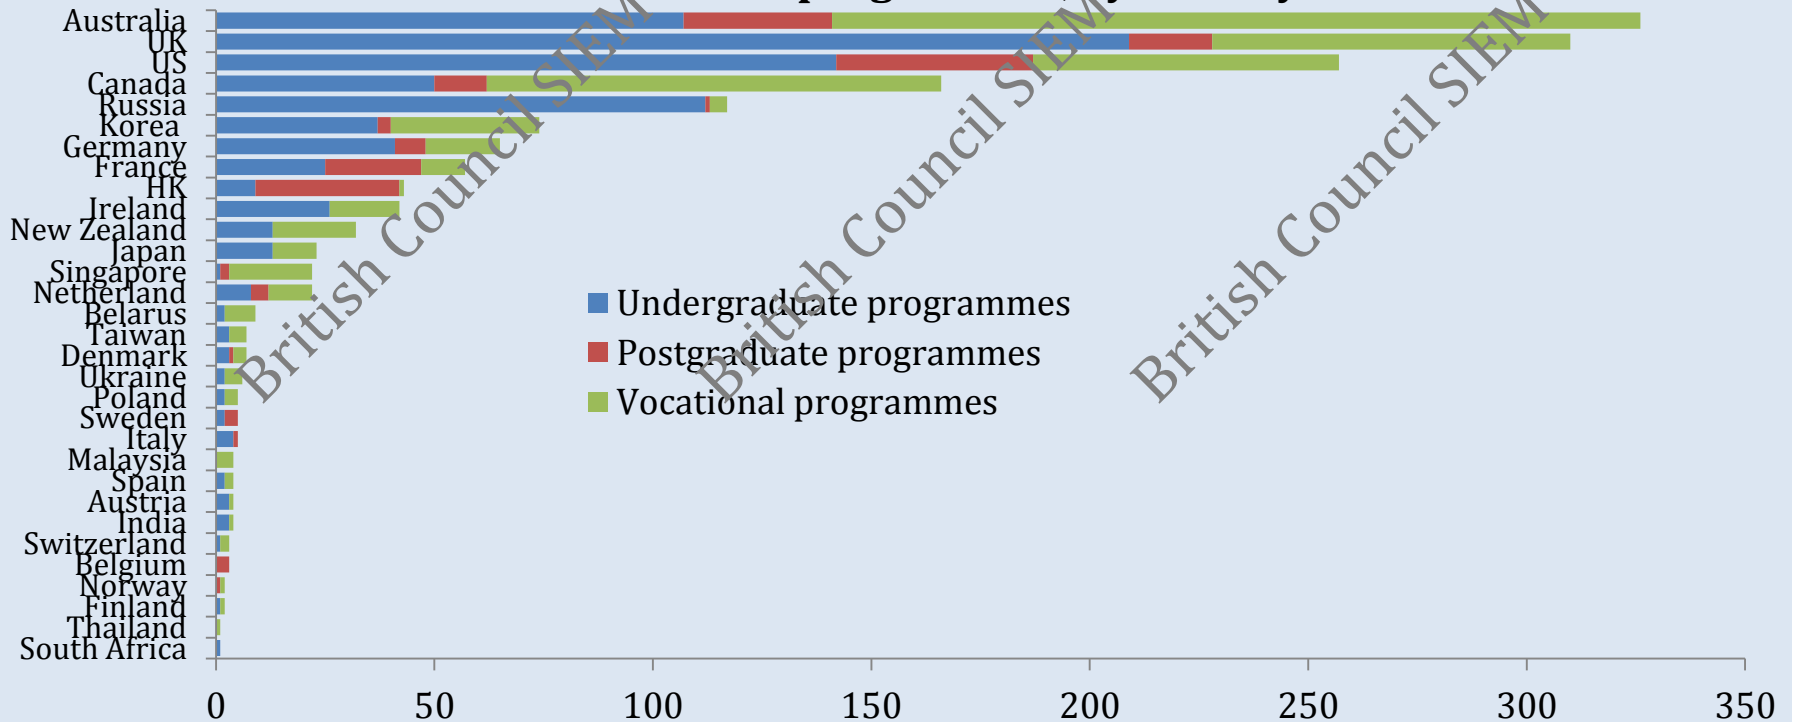 Australia
UK
US
Canada
Russia
Korea
Germany
France
HK
Ireland
New Zealand
Japan
Singapore
Netherland
Belarus
Taiwan
Denmark
Ukraine
Poland
Sweden
Italy
Malaysia
Spain
Austria
India
Switzerland
Belgium
Norway
Finland
Thailand
South Africa
Undergraduate programmes
Postgraduate programmes
Vocational programmes
British Council SIEM
British Council SIEM
British Council SIEM
0 50 100 150 200 250 300 350